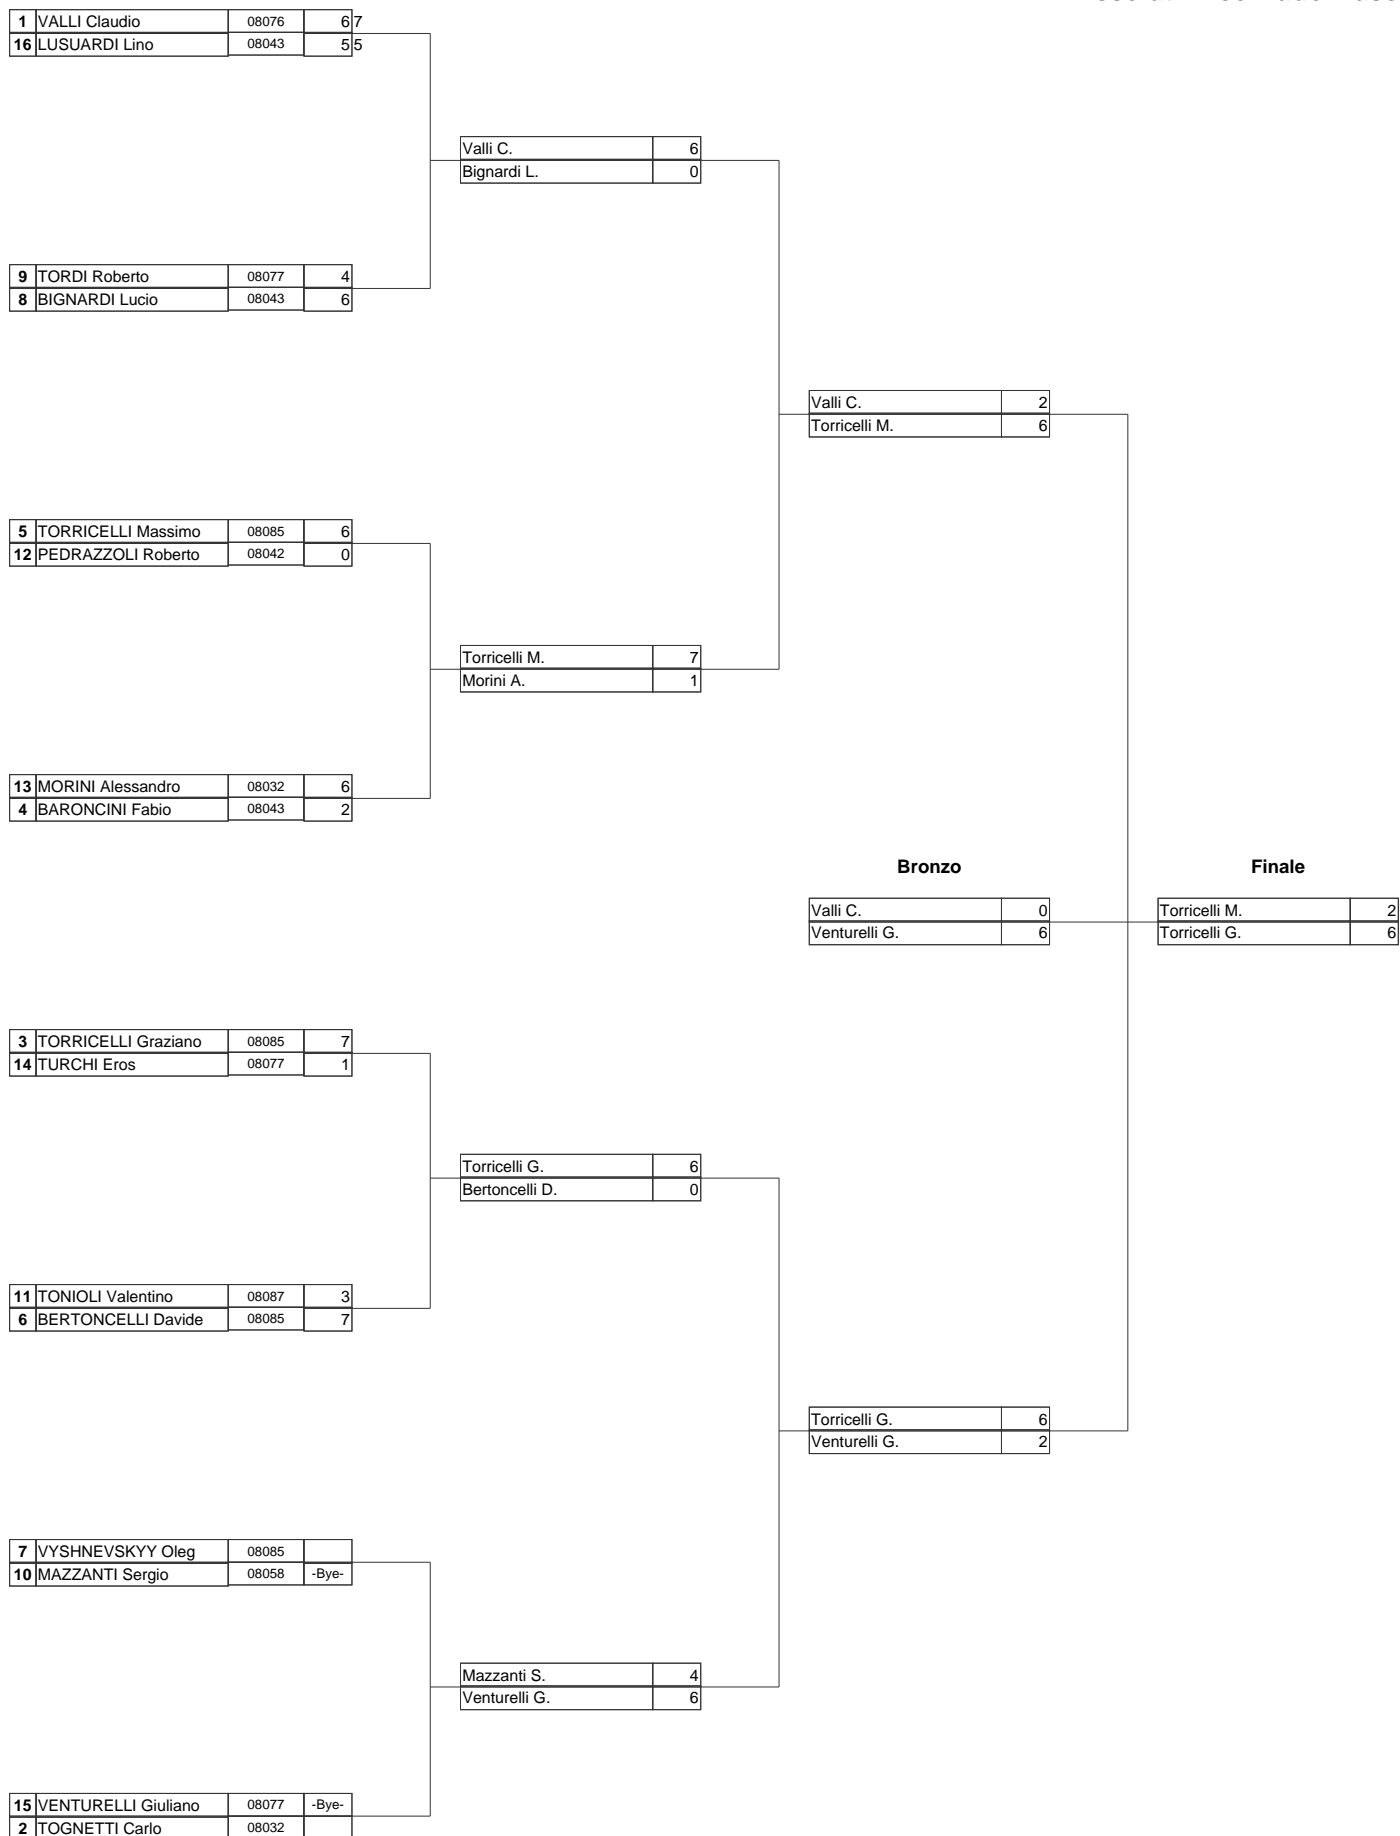 1 VALLI Claudio 08076 6 7
16 LUSUARDI Lino 08043 5 5
Valli C. 6
Bignardi L. 0
9 TORDI Roberto 08077 4
8 BIGNARDI Lucio 08043 6
Valli C. 2
Torricelli M. 6
5 TORRICELLI Massimo 08085 6
12 PEDRAZZOLI Roberto 08042 0
Torricelli M. 7
Morini A. 1
13 MORINI Alessandro 08032 6
4 BARONCINI Fabio 08043 2
Bronzo Finale
Valli C. 0 Torricelli M. 2
Venturelli G. 6 Torricelli G. 6
3 TORRICELLI Graziano 08085 7
14 TURCHI Eros 08077 1
Torricelli G. 6
Bertoncelli D. 0
11 TONIOLI Valentino 08087 3
6 BERTONCELLI Davide 08085 7
Torricelli G. 6
Venturelli G. 2
7 VYSHNEVSKYY Oleg 08085
10 MAZZANTI Sergio 08058 -Bye-
Mazzanti S. 4
Venturelli G. 6
15 VENTURELLI Giuliano 08077 -Bye-
2 TOGNETTI Carlo 08032